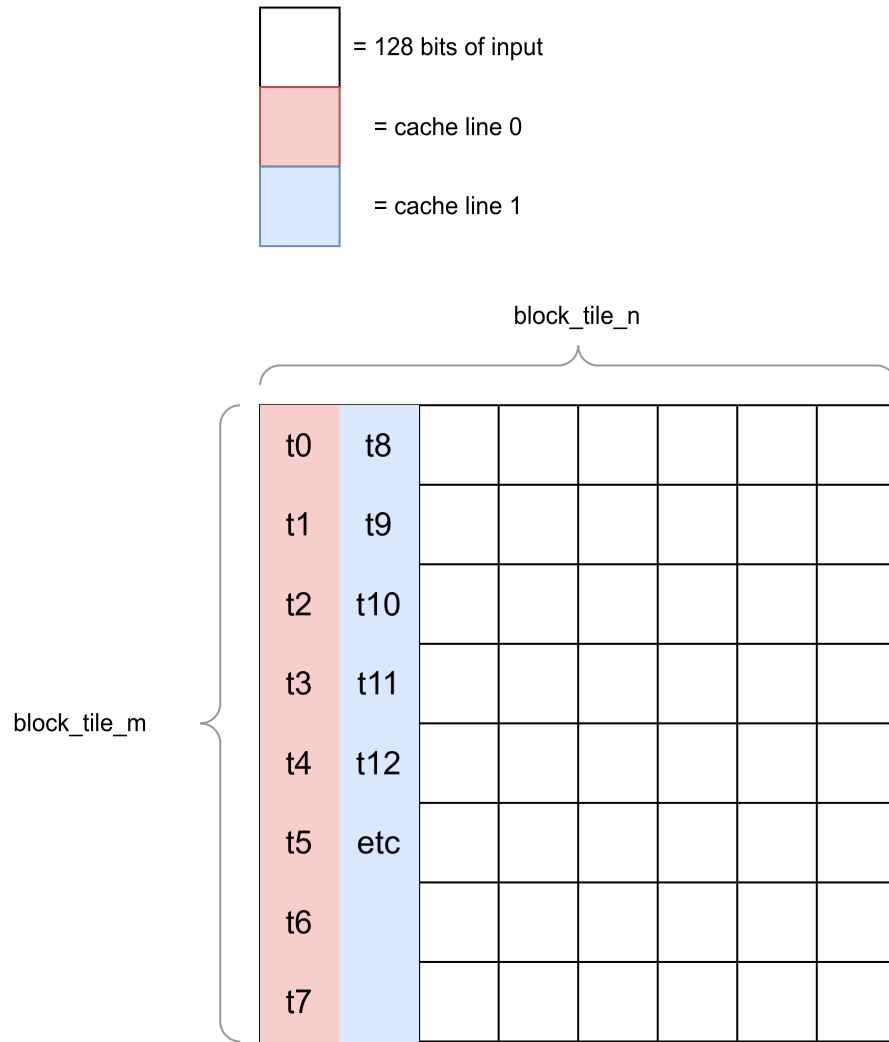 = 128 bits of input
= cache line 0
= cache line 1
block_tile_n
t0 t8
t1 t9
t2 t10
t3 t11
block_tile_m
t4 t12
t5 etc
t6
t7